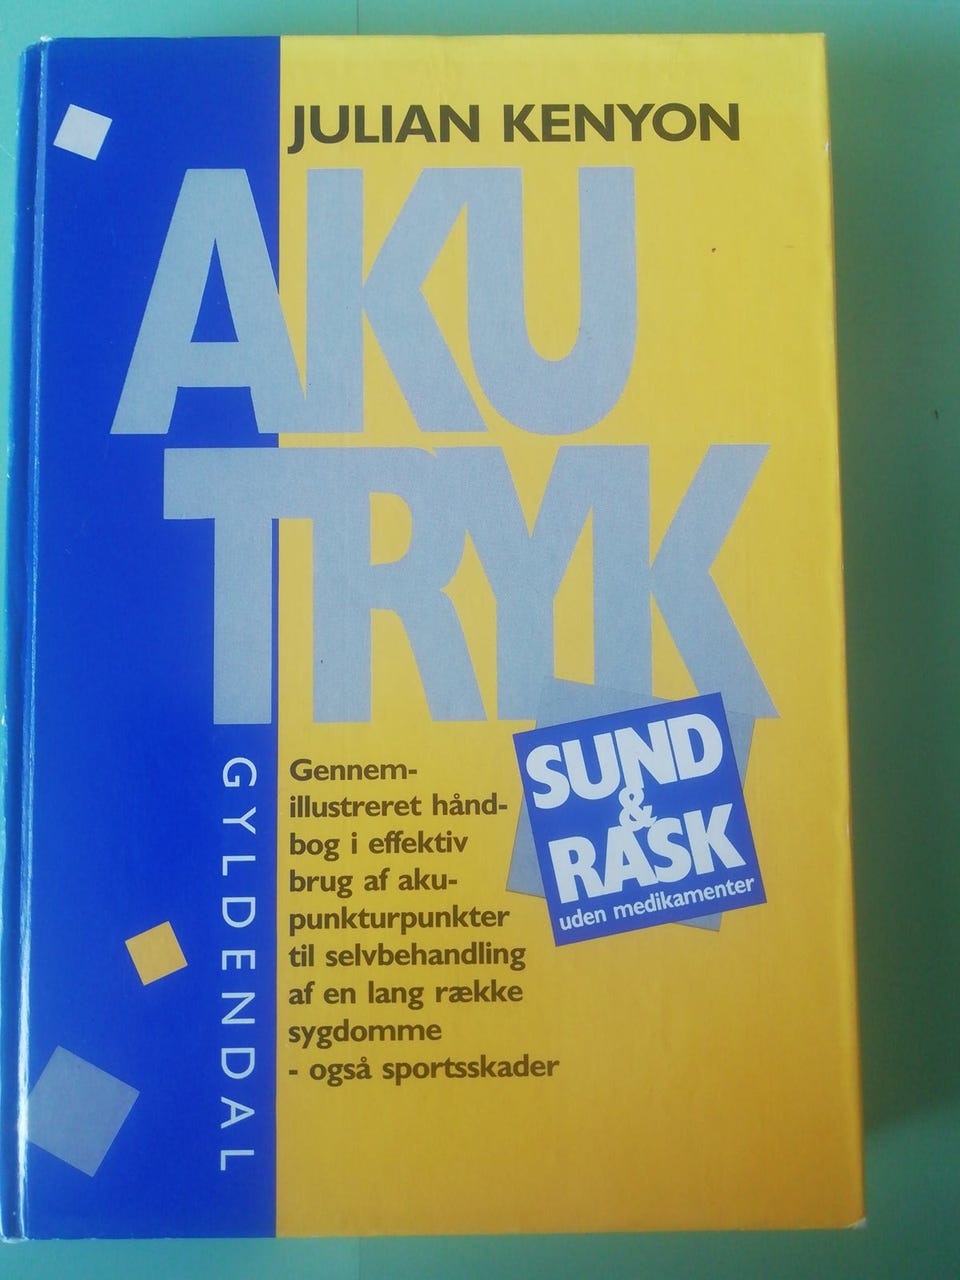 JULIAN KENYON
AKU
TRYK
GYLDENDAL
Gennem-
illustreret hånd-
bog i effektiv
brug af aku-
punkturpunkter
til selvbehandling
af en lang række
sygdomme
- også sportsskader
SUND
&
RASK
uden medikamenter